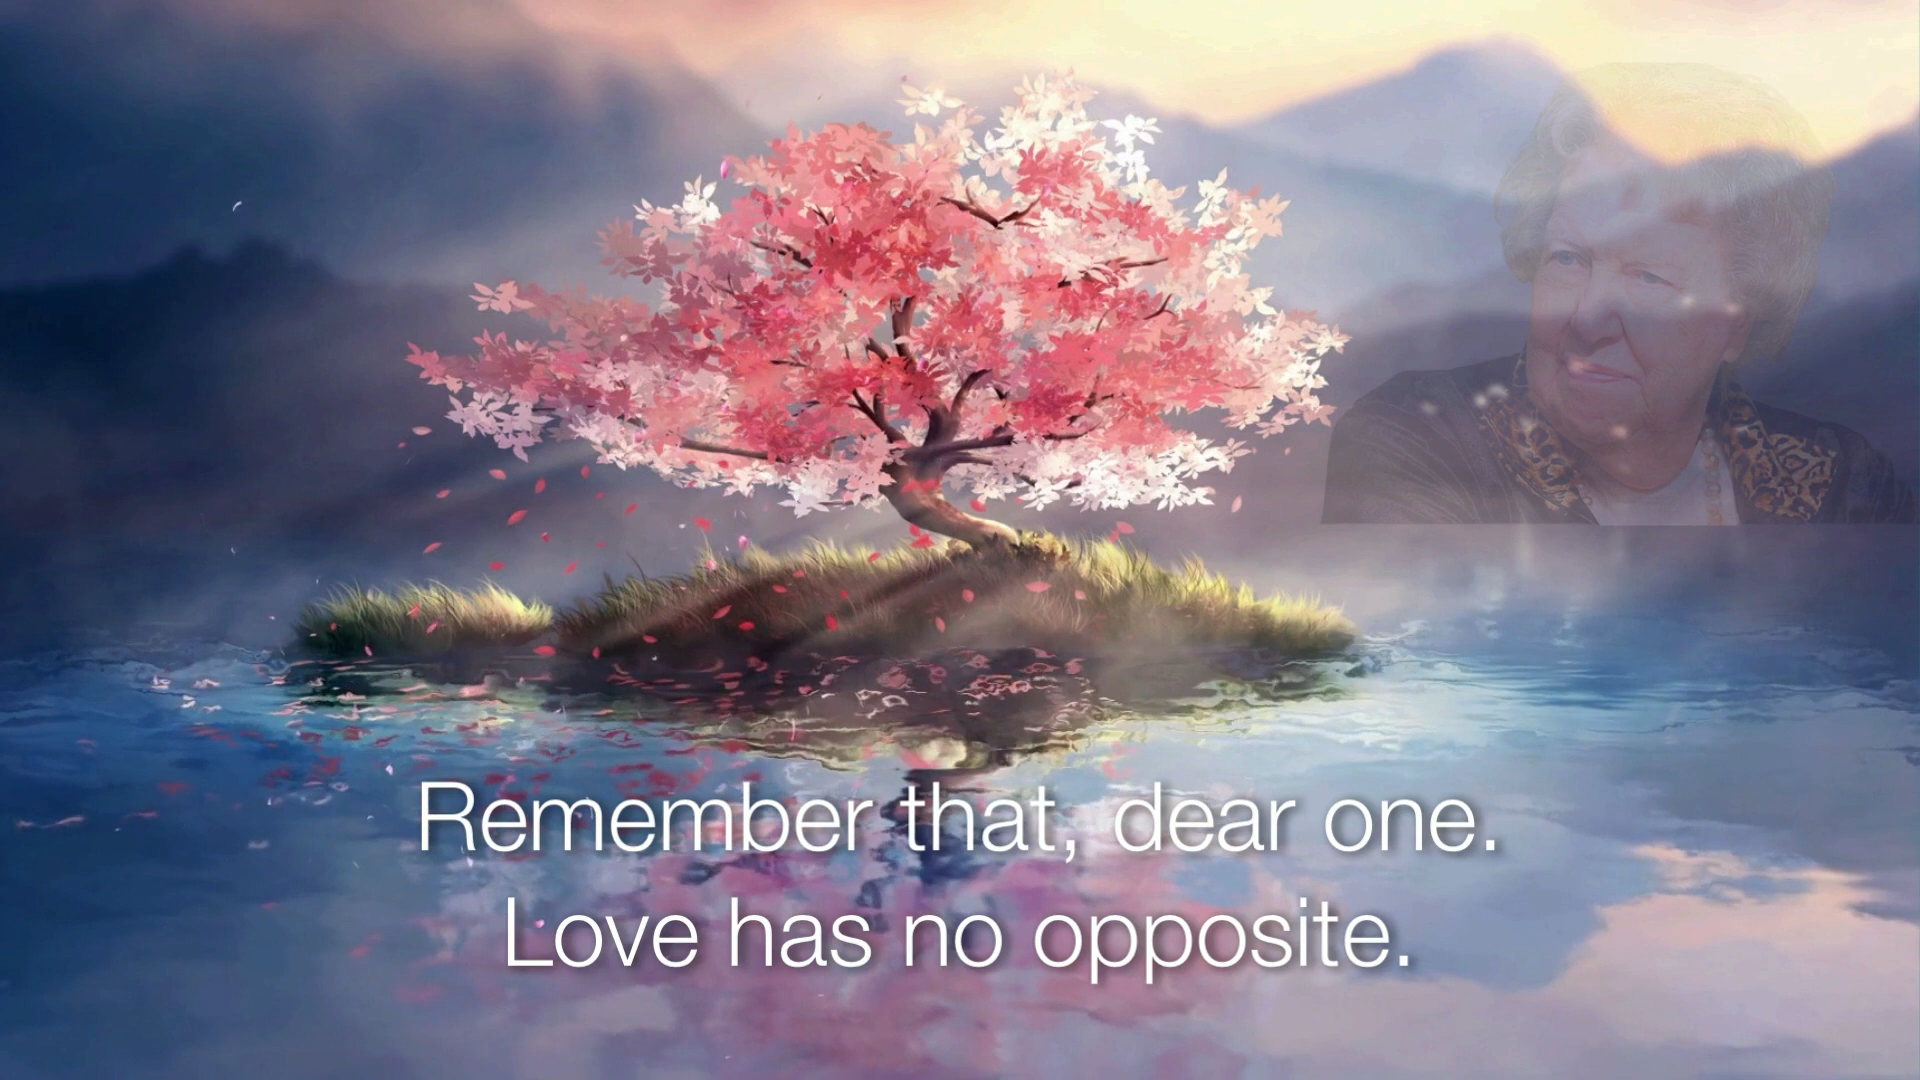 Remember that, dear one.
Love has no opposite.